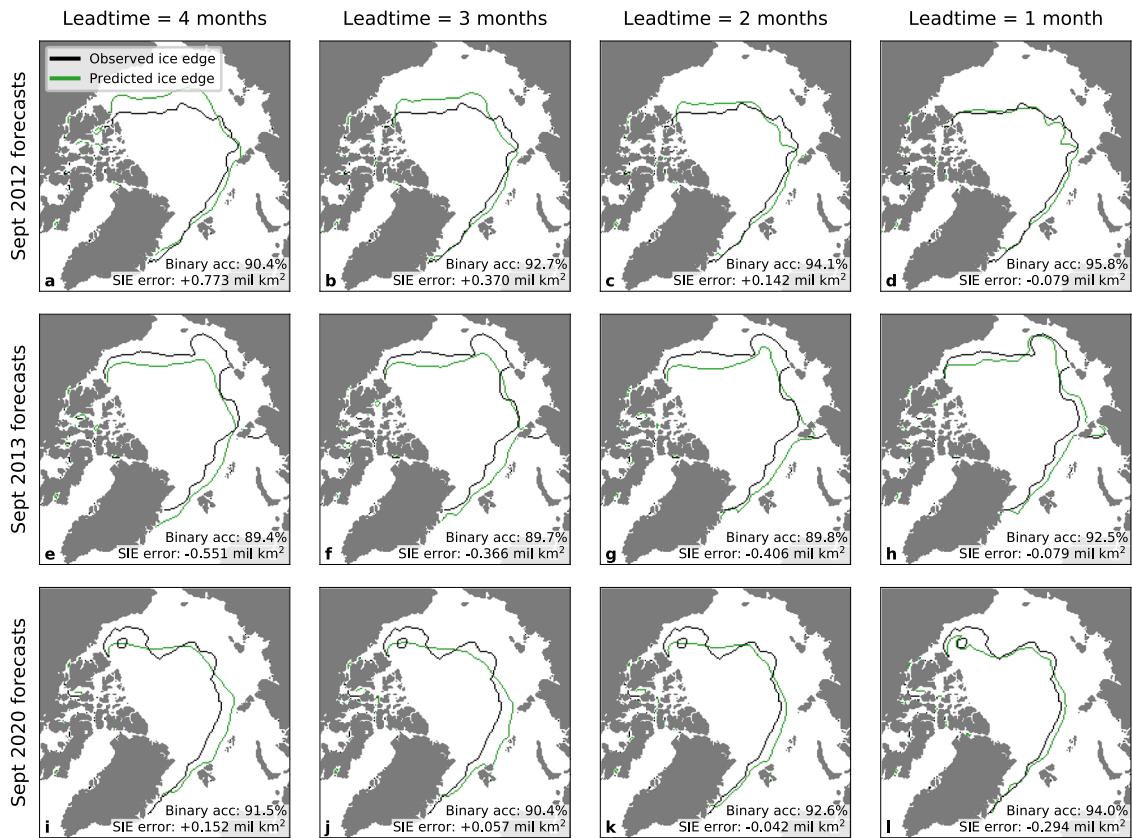 Leadtime = 4 months
Leadtime = 3 months
Leadtime = 2 months
Leadtime = 1 month
Sept 2012 forecasts
Observed ice edge
Predicted ice edge
a
Binary acc: 90.4%
SIE error: +0.773 mil km²
b
Binary acc: 92.7%
SIE error: +0.370 mil km²
c
Binary acc: 94.1%
SIE error: +0.142 mil km²
d
Binary acc: 95.8%
SIE error: -0.079 mil km²
Sept 2013 forecasts
e
Binary acc: 89.4%
SIE error: -0.551 mil km²
f
Binary acc: 89.7%
SIE error: -0.366 mil km²
g
Binary acc: 89.8%
SIE error: -0.406 mil km²
h
Binary acc: 92.5%
SIE error: -0.079 mil km²
Sept 2020 forecasts
i
Binary acc: 91.5%
SIE error: +0.152 mil km²
j
Binary acc: 90.4%
SIE error: +0.057 mil km²
k
Binary acc: 92.6%
SIE error: -0.042 mil km²
l
Binary acc: 94.0%
SIE error: -0.294 mil km²